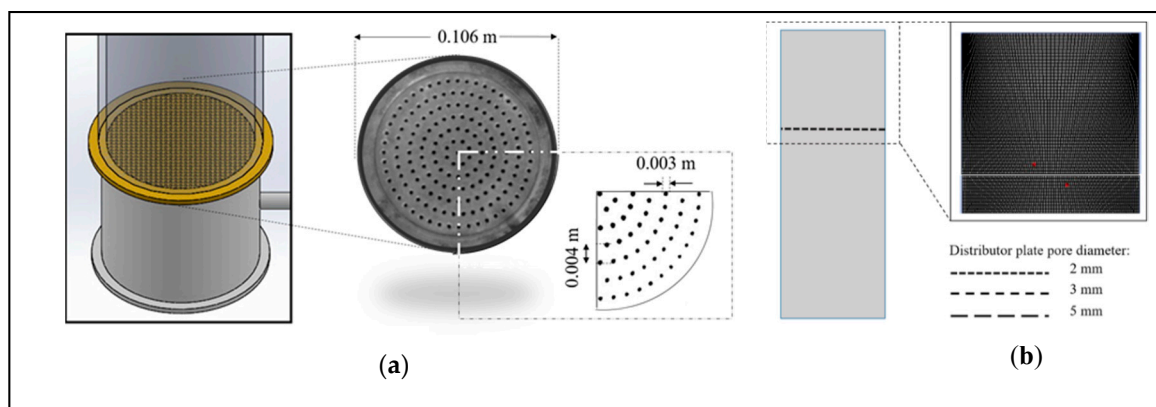 0.106 m
0.003 m
0.004 m
(a)
Distributor plate pore diameter:
2 mm
3 mm
5 mm
(b)